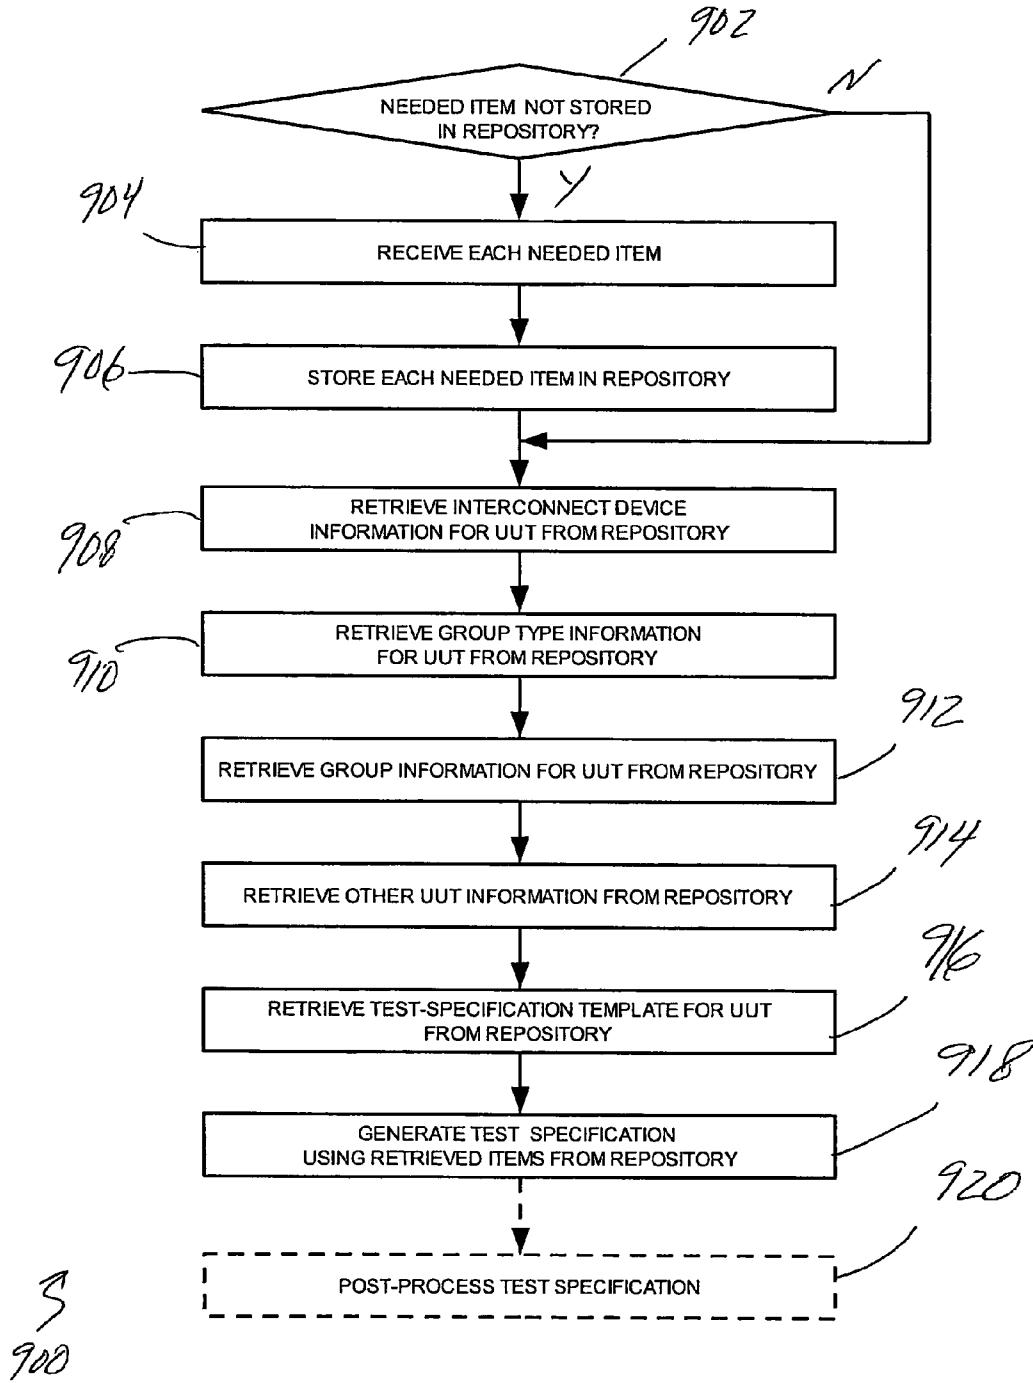 902
N
NEEDED ITEM NOT STORED
IN REPOSITORY?
Y
904
RECEIVE EACH NEEDED ITEM
906
STORE EACH NEEDED ITEM IN REPOSITORY
908
RETRIEVE INTERCONNECT DEVICE
INFORMATION FOR UUT FROM REPOSITORY
910
RETRIEVE GROUP TYPE INFORMATION
FOR UUT FROM REPOSITORY
912
RETRIEVE GROUP INFORMATION FOR UUT FROM REPOSITORY
914
RETRIEVE OTHER UUT INFORMATION FROM REPOSITORY
916
RETRIEVE TEST-SPECIFICATION TEMPLATE FOR UUT
FROM REPOSITORY
918
GENERATE TEST SPECIFICATION
USING RETRIEVED ITEMS FROM REPOSITORY
920
POST-PROCESS TEST SPECIFICATION
900